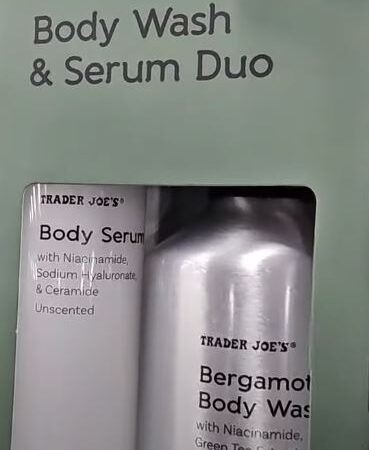 Body Wash
& Serum Duo
TRADER JOE'S®
Body Serum
with Niacinamide,
Sodium Hyaluronate,
& Ceramide
Unscented
TRADER JOE'S®
Bergamot
Body Was
with Niacinamide,
Green Tea